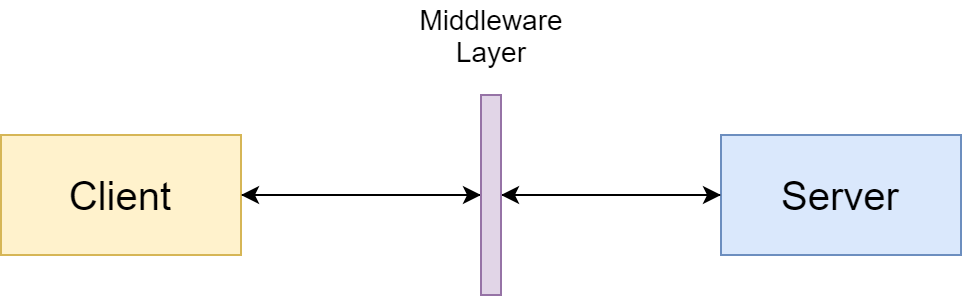 Middleware
Layer
Client
Server